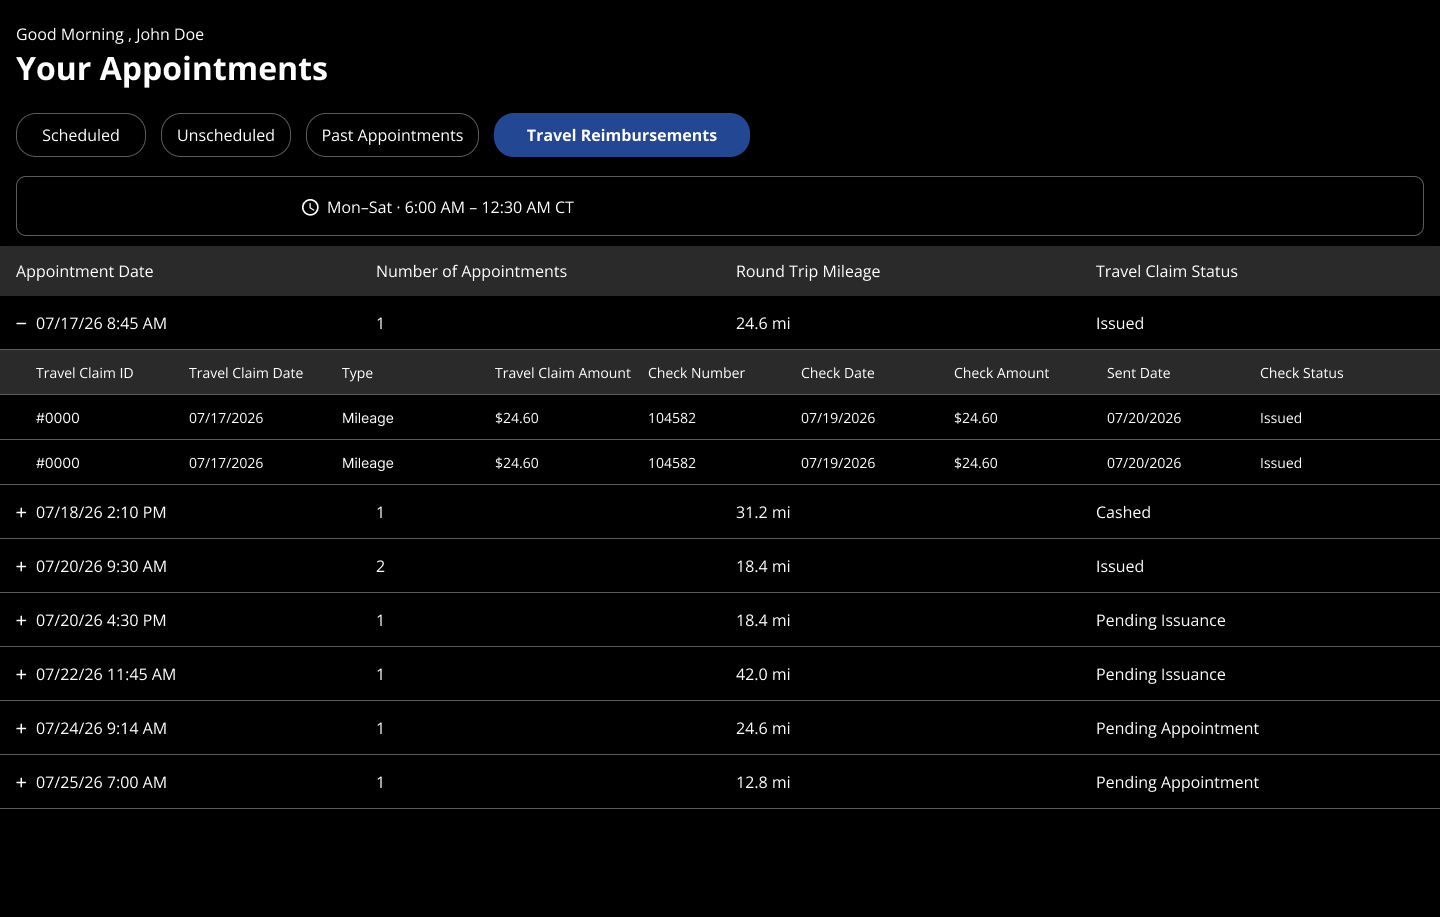 Good Morning , John Doe
Your Appointments
Scheduled Unscheduled Past Appointments Travel Reimbursements
Mon–Sat · 6:00 AM – 12:30 AM CT
Appointment Date Number of Appointments Round Trip Mileage Travel Claim Status
− 07/17/26 8:45 AM 1 24.6 mi Issued
Travel Claim ID Travel Claim Date Type Travel Claim Amount Check Number Check Date Check Amount Sent Date Check Status
#0000 07/17/2026 Mileage $24.60 104582 07/19/2026 $24.60 07/20/2026 Issued
#0000 07/17/2026 Mileage $24.60 104582 07/19/2026 $24.60 07/20/2026 Issued
+ 07/18/26 2:10 PM 1 31.2 mi Cashed
+ 07/20/26 9:30 AM 2 18.4 mi Issued
+ 07/20/26 4:30 PM 1 18.4 mi Pending Issuance
+ 07/22/26 11:45 AM 1 42.0 mi Pending Issuance
+ 07/24/26 9:14 AM 1 24.6 mi Pending Appointment
+ 07/25/26 7:00 AM 1 12.8 mi Pending Appointment